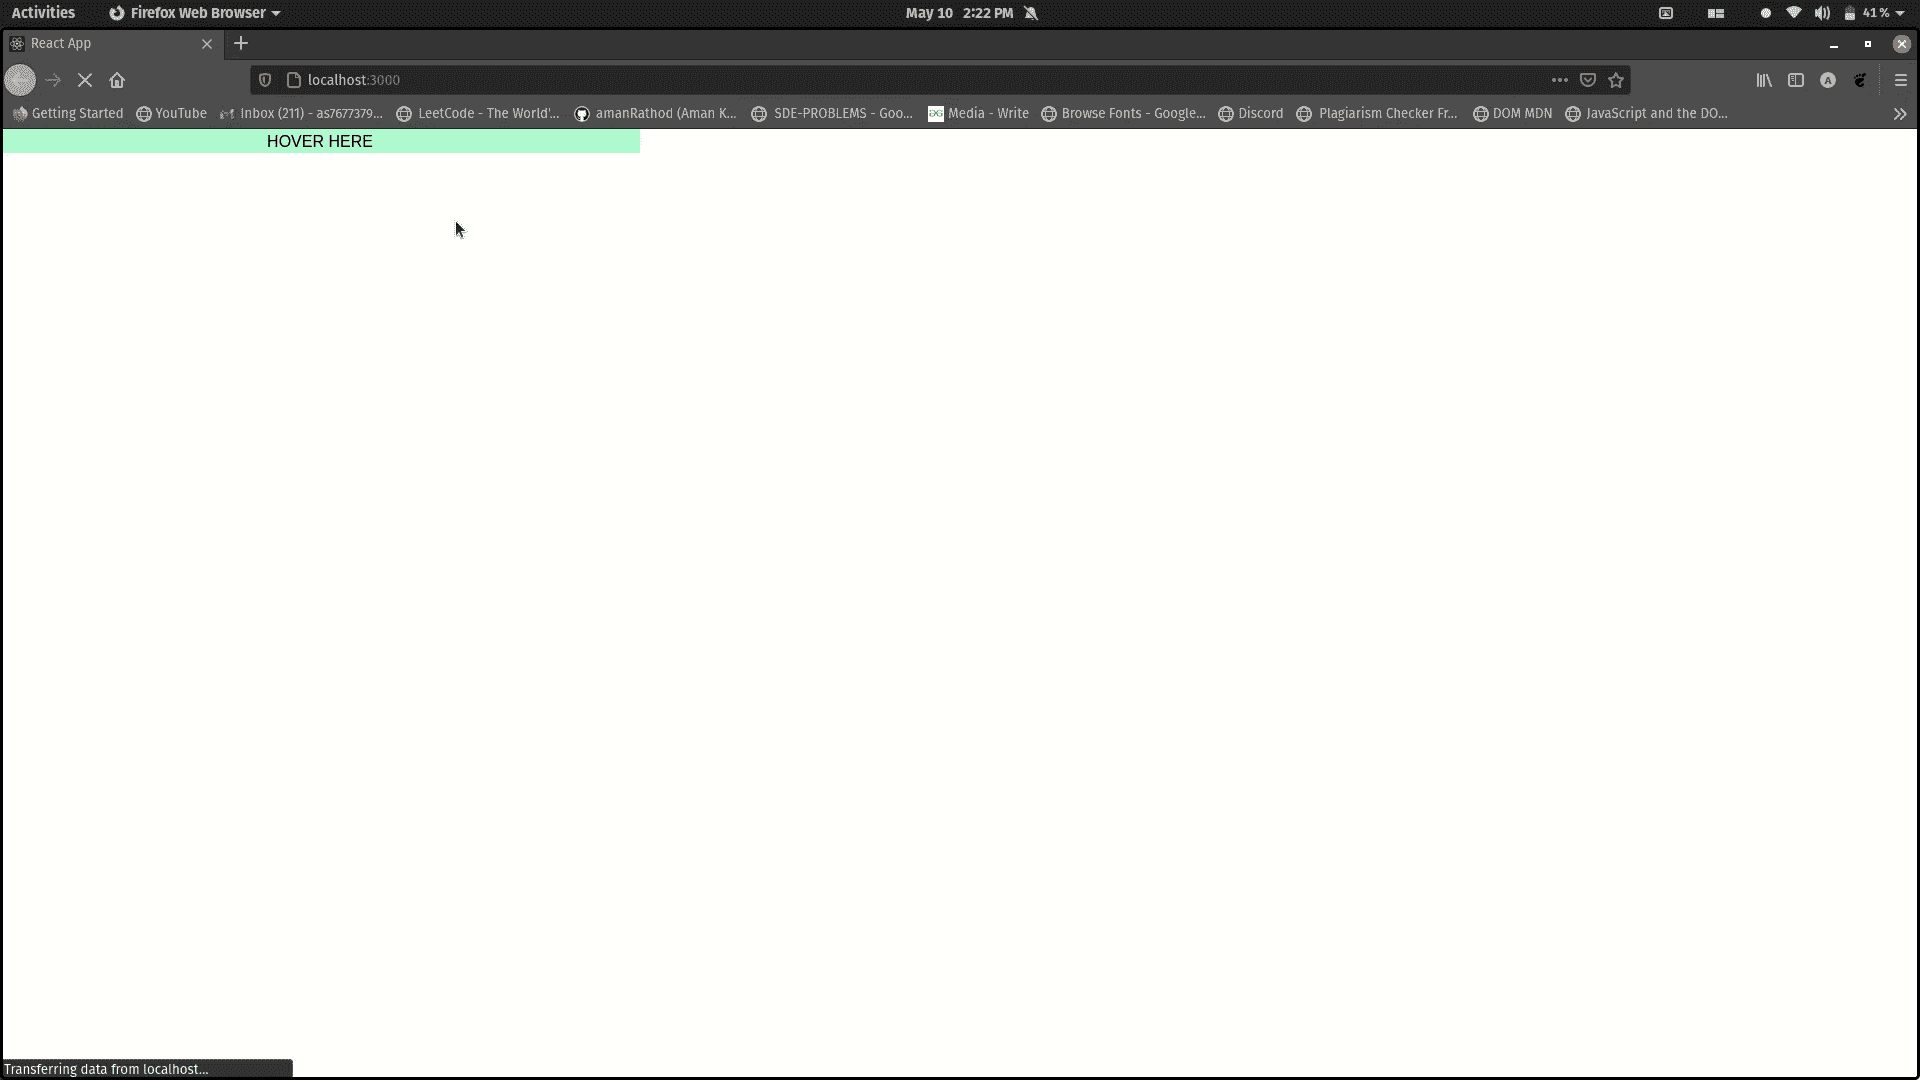 Activities Firefox Web Browser May 10 2:22 PM 41%
React App
localhost:3000
Getting Started YouTube Inbox (211) - as7677379... LeetCode - The World'... amanRathod (Aman K... SDE-PROBLEMS - Goo... Media - Write Browse Fonts - Google... Discord Plagiarism Checker Fr... DOM MDN JavaScript and the DO...
HOVER HERE
Transferring data from localhost...